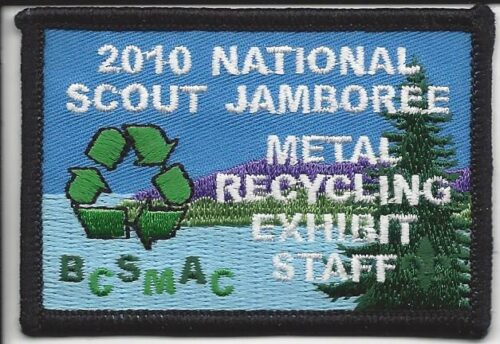 2010 NATIONAL
SCOUT JAMBOREE
METAL
RECYCLING
EXHIBIT
STAFF
BCSMAC